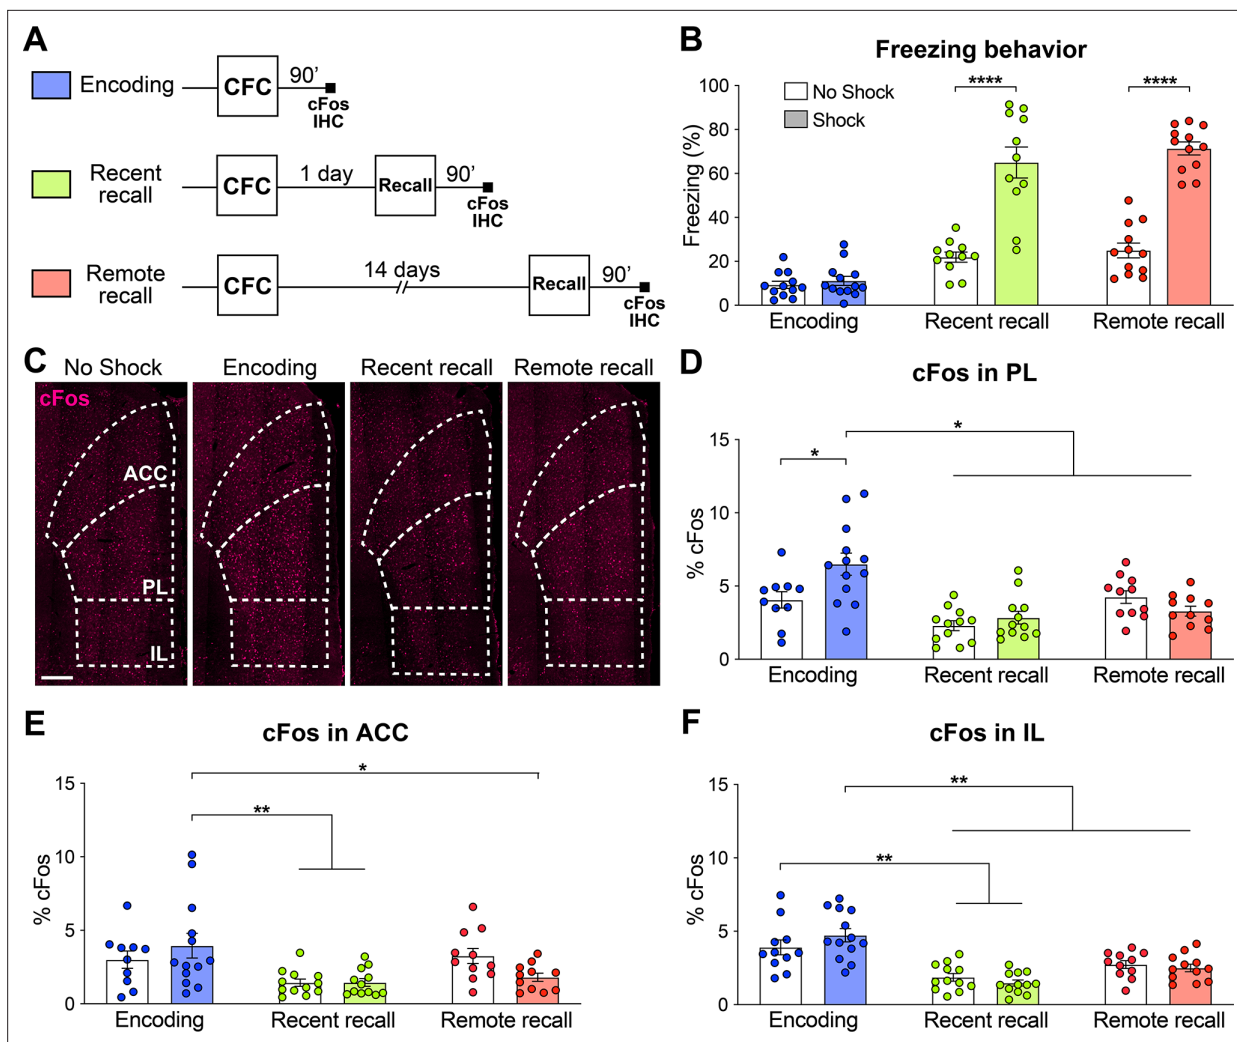 A
Encoding
CFC
90’
cFos
IHC
Recent
recall
CFC
1 day
Recall
90’
cFos
IHC
Remote
recall
CFC
14 days
Recall
90’
cFos
IHC
B
Freezing behavior
No Shock
Shock
****
****
Freezing (%)
100
80
60
40
20
0
Encoding
Recent recall
Remote recall
C
No Shock
Encoding
Recent recall
Remote recall
cFos
ACC
PL
IL
D
cFos in PL
*
*
% cFos
15
10
5
0
Encoding
Recent recall
Remote recall
E
cFos in ACC
*
**
% cFos
15
10
5
0
Encoding
Recent recall
Remote recall
F
cFos in IL
**
**
% cFos
15
10
5
0
Encoding
Recent recall
Remote recall